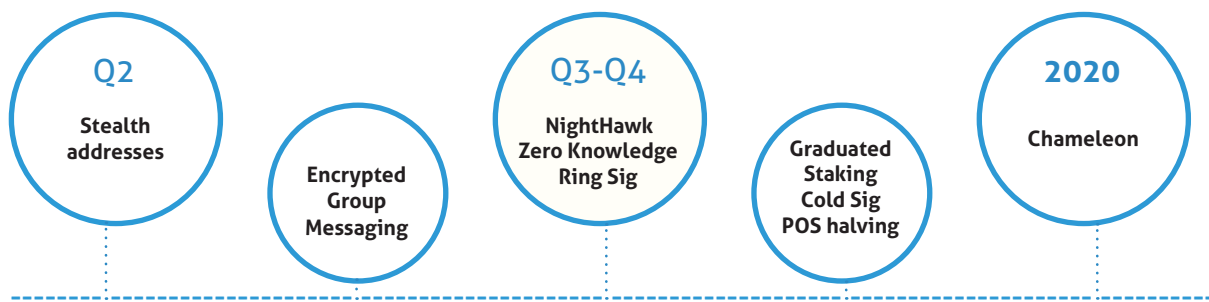 Q2
Stealth
addresses
Encrypted
Group
Messaging
Q3-Q4
NightHawk
Zero Knowledge
Ring Sig
Graduated
Staking
Cold Sig
POS halving
2020
Chameleon